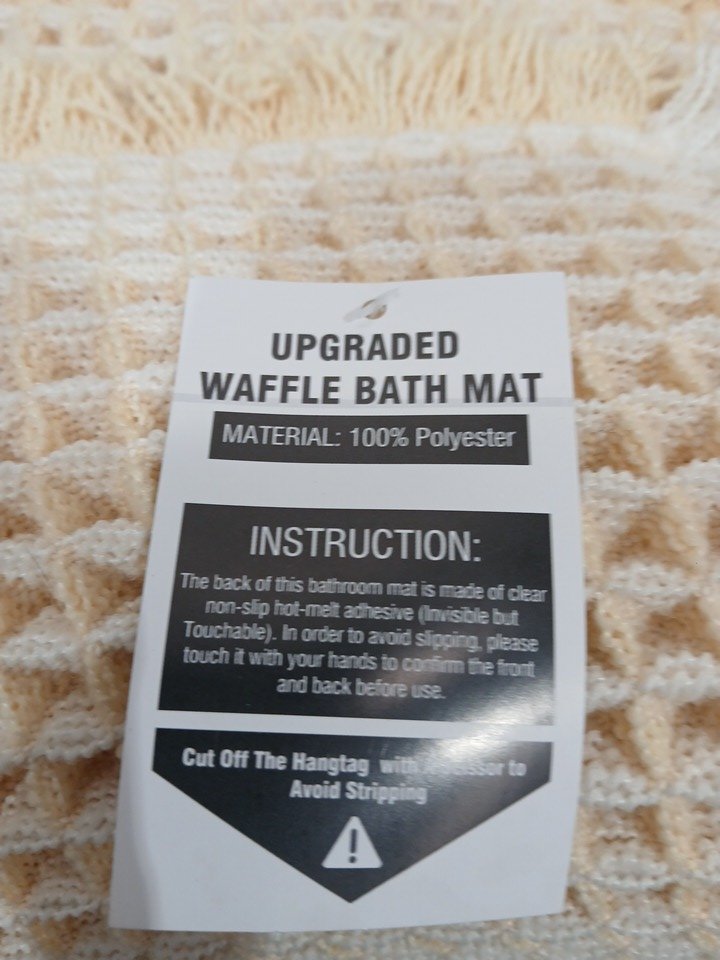 UPGRADED
WAFFLE BATH MAT
MATERIAL: 100% Polyester
INSTRUCTION:
The back of this bathroom mat is made of clear
non-slip hot-melt adhesive (Invisible but
Touchable). In order to avoid slipping, please
touch it with your hands to confirm the front
and back before use.
Cut Off The Hangtag with to
Avoid Stripping